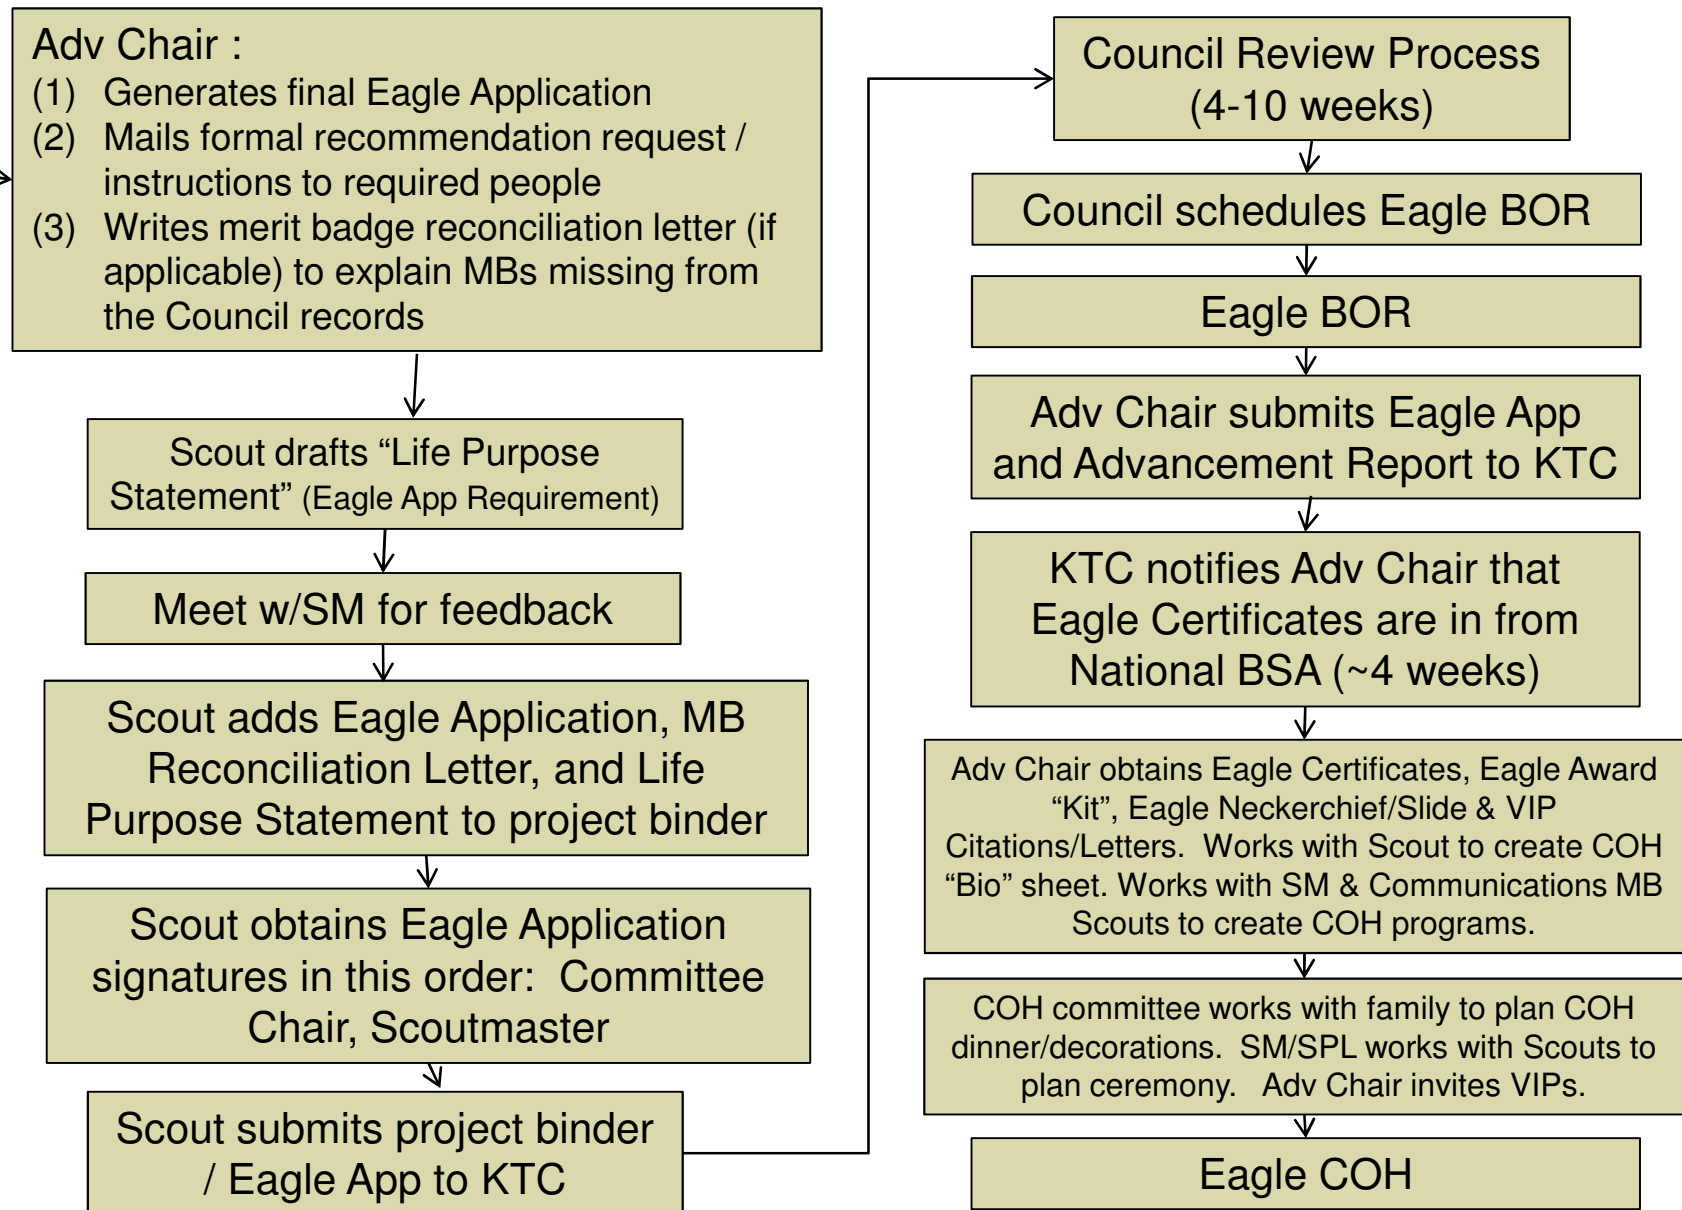 Adv Chair :
(1) Generates final Eagle Application
(2) Mails formal recommendation request /
instructions to required people
(3) Writes merit badge reconciliation letter (if
applicable) to explain MBs missing from
the Council records
Scout drafts “Life Purpose
Statement” (Eagle App Requirement)
Meet w/SM for feedback
Scout adds Eagle Application, MB
Reconciliation Letter, and Life
Purpose Statement to project binder
Scout obtains Eagle Application
signatures in this order:  Committee
Chair, Scoutmaster
Scout submits project binder
/ Eagle App to KTC
Council Review Process
(4-10 weeks)
Council schedules Eagle BOR
Eagle BOR
Adv Chair submits Eagle App
and Advancement Report to KTC
KTC notifies Adv Chair that
Eagle Certificates are in from
National BSA (~4 weeks)
Adv Chair obtains Eagle Certificates, Eagle Award
“Kit”, Eagle Neckerchief/Slide & VIP
Citations/Letters.  Works with Scout to create COH
“Bio” sheet. Works with SM & Communications MB
Scouts to create COH programs.
COH committee works with family to plan COH
dinner/decorations.  SM/SPL works with Scouts to
plan ceremony.   Adv Chair invites VIPs.
Eagle COH